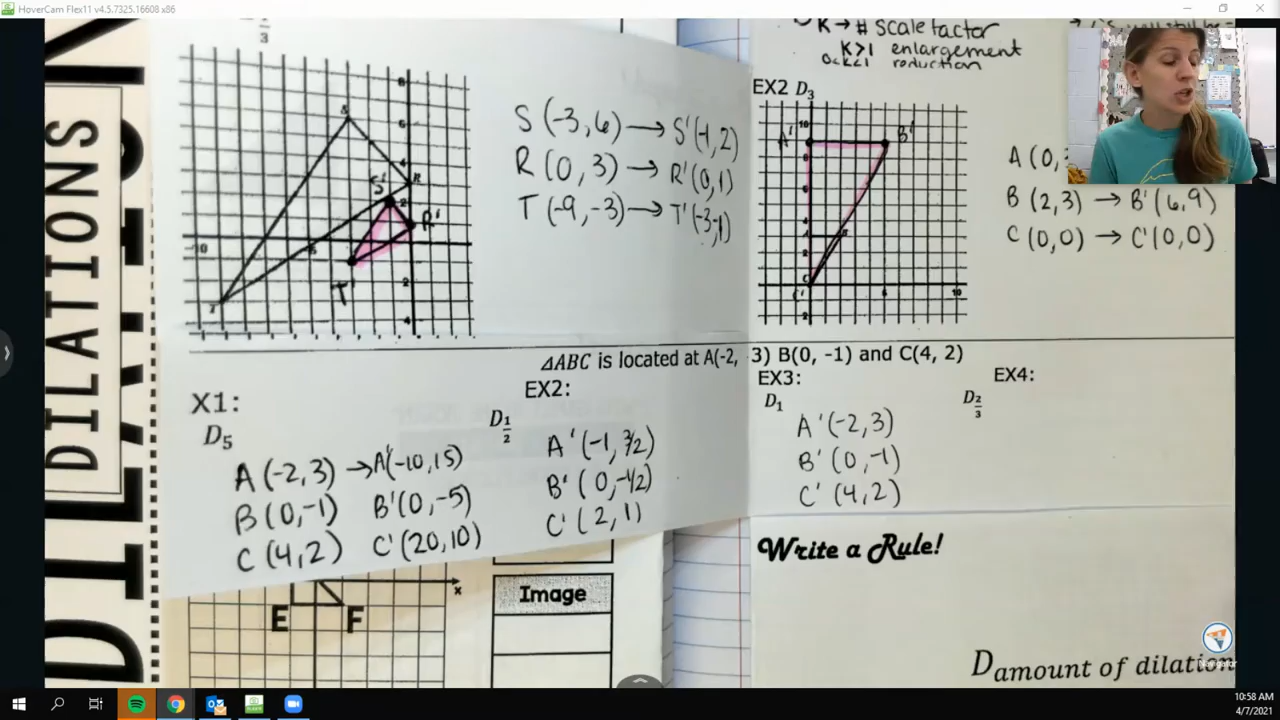 HoverCam Flex11 v4.5.7325.16608 x86
DILATIONS
1/3
K → # scale factor
K>1 enlargement
0<K<1 reduction
S (-3,6) → S'(-1,2)
R (0,3) → R'(0,1)
T (-9,-3) → T'(-3,-1)
S
R
T
S'
R'
T'
EX2 D3
A'
B'
C'
A (0,
B (2,3) → B'(6,9)
C (0,0) → C'(0,0)
△ABC is located at A(-2, 3) B(0, -1) and C(4, 2)
X1:
D5
A (-2,3) → A'(-10,15)
B (0,-1) B'(0,-5)
C (4,2) C'(20,10)
EX2:
D1/2
A'(-1,3/2)
B'(0,-1/2)
C'(2,1)
EX3:
D1
A'(-2,3)
B'(0,-1)
C'(4,2)
EX4:
D2/3
Write a Rule!
Damount of dilation
E
F
x
Image
Navigator
10:58 AM
4/7/2021